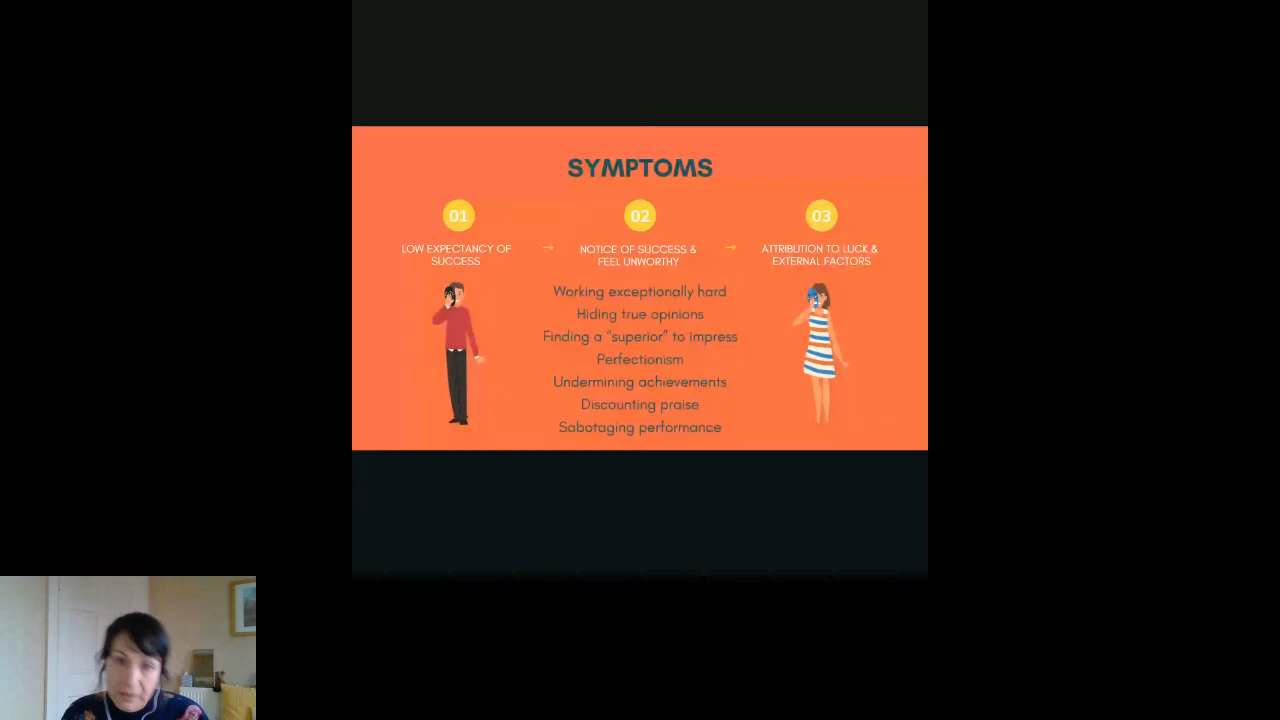 SYMPTOMS
01
02
03
LOW EXPECTANCY OF
SUCCESS
→
NOTICE OF SUCCESS &
FEEL UNWORTHY
→
ATTRIBUTION TO LUCK &
EXTERNAL FACTORS
Working exceptionally hard
Hiding true opinions
Finding a “superior” to impress
Perfectionism
Undermining achievements
Discounting praise
Sabotaging performance